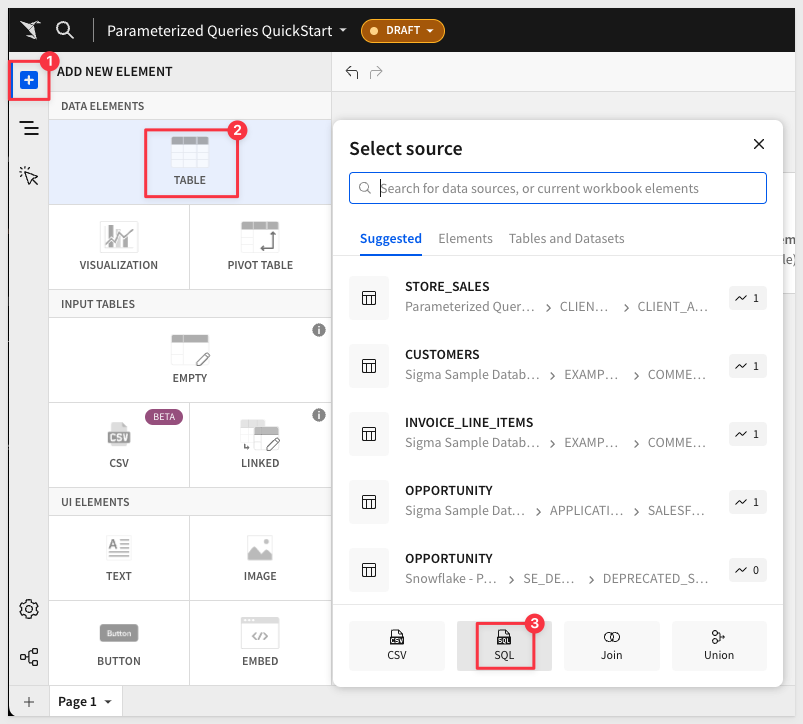 Parameterized Queries QuickStart
DRAFT
1
ADD NEW ELEMENT
DATA ELEMENTS
2
TABLE
VISUALIZATION
PIVOT TABLE
INPUT TABLES
EMPTY
BETA
CSV
CSV
LINKED
UI ELEMENTS
TEXT
IMAGE
Button
BUTTON
EMBED
Page 1
Select source
Search for data sources, or current workbook elements
Suggested Elements Tables and Datasets
STORE_SALES
Parameterized Quer… > CLIEN… > CLIENT_A… 1
CUSTOMERS
Sigma Sample Datab… > EXAMP… > COMME… 1
INVOICE_LINE_ITEMS
Sigma Sample Datab… > EXAMP… > COMME… 1
OPPORTUNITY
Sigma Sample Dat… > APPLICATI… > SALESF… 1
OPPORTUNITY
Snowflake - P… > SE_DE… > DEPRECATED_S… 0
3
CSV SQL
CSV SQL Join Union